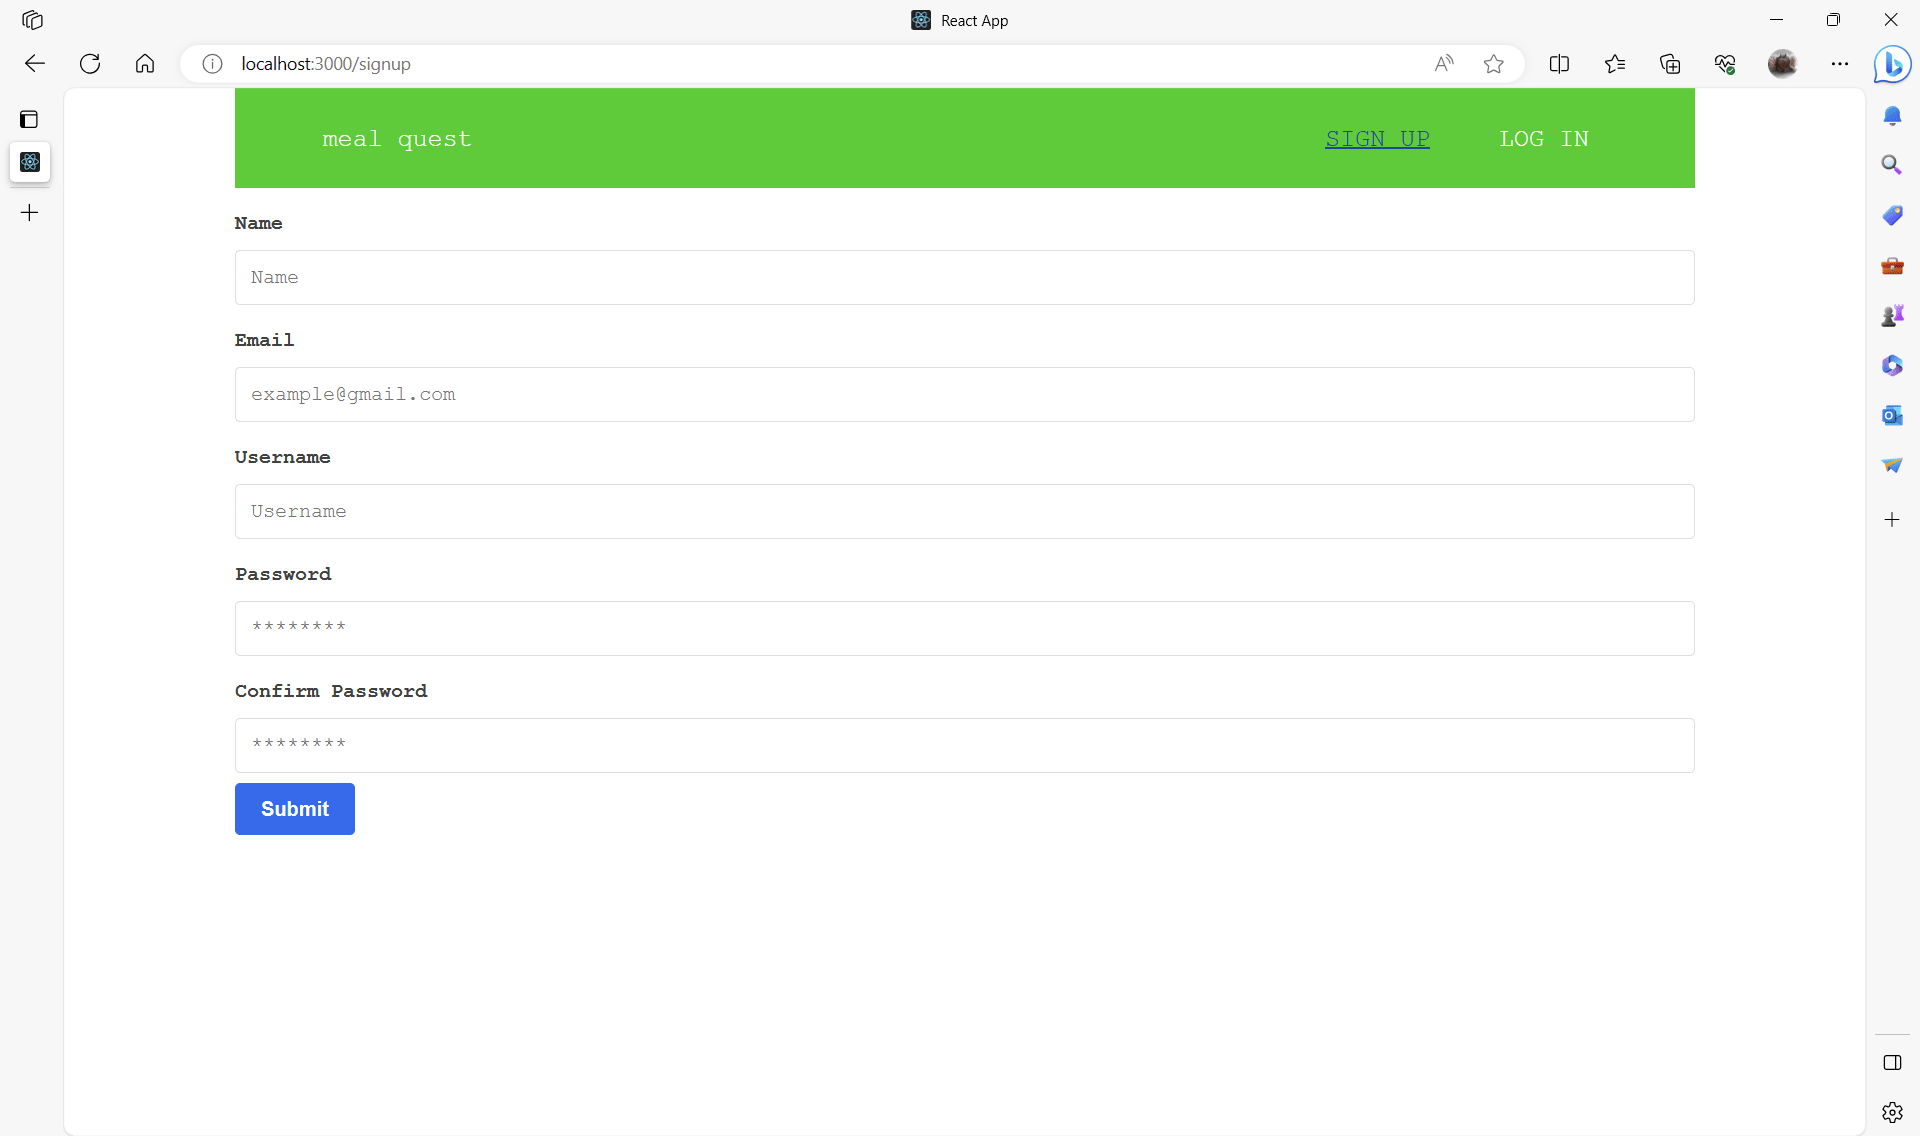 React App
localhost:3000/signup
meal quest SIGN UP LOG IN
Name
Name
Email
example@gmail.com
Username
Username
Password
********
Confirm Password
********
Submit